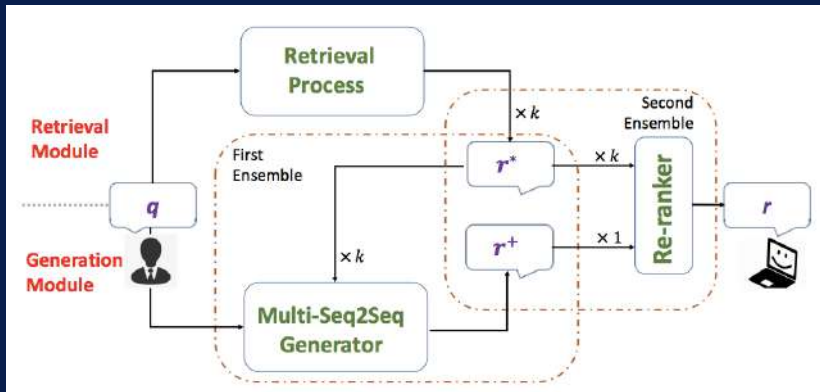 Retrieval
Process
Second
Ensemble
× k
Retrieval
Module
First
Ensemble
r*
× k
q
r
Re-ranker
r⁺
× 1
Generation
Module
× k
Multi-Seq2Seq
Generator